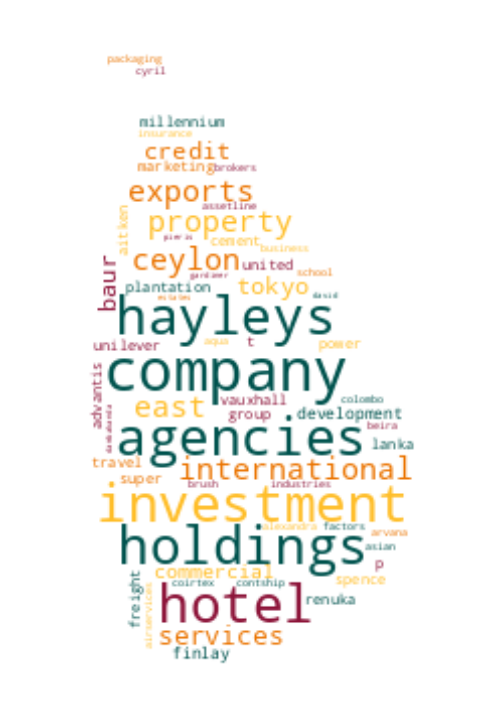 packaging
cyril
millennium
insurance
credit
marketing brokers
exports
assetline
aitken property
pieris cement
business
ceylon united
gardiner school
baur plantation tokyo
estates david
hayleys
unilever aqua t power
company
advantis vauxhall colombo
east group development
beira
dambakanda agencies lanka
travel international
super brush industries
investment
alexandra factors arvana
holdings asian
p
commercial spence
freight coirtex contship
airservices hotel renuka
services
finlay